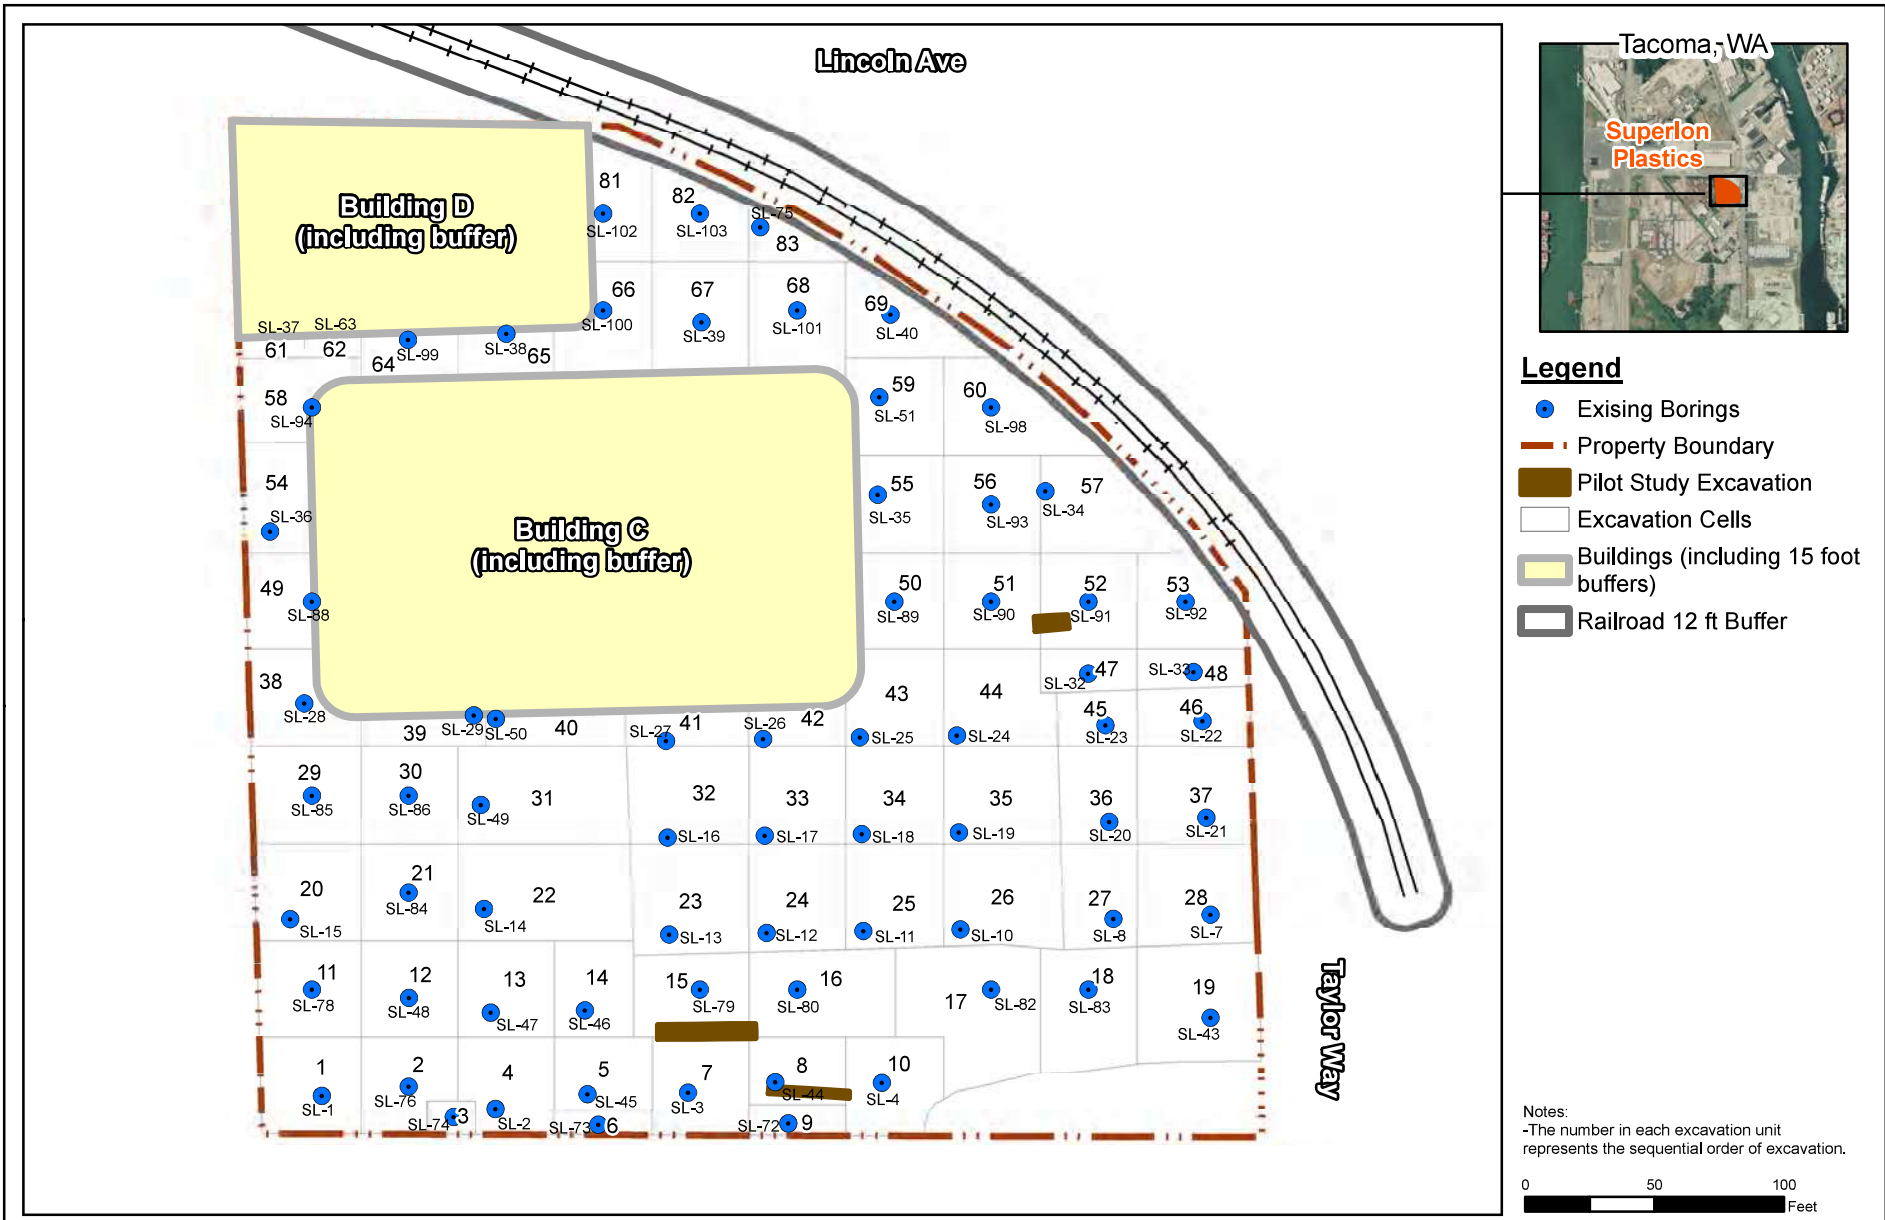 Lincoln Ave
Tacoma, WA
Superlon
Plastics
Building D
(including buffer)
81
82
SL-75
SL-102
SL-103
83
66
67
68
69
SL-37
SL-63
SL-100
SL-39
SL-101
SL-40
61
62
64
SL-99
SL-38
65
58
SL-94
59
SL-51
60
SL-98
54
SL-36
Building C
(including buffer)
55
SL-35
56
SL-93
57
SL-34
49
SL-88
50
SL-89
51
SL-90
52
SL-91
53
SL-92
38
SL-28
SL-29
SL-50
39
40
SL-27
41
SL-26
42
43
SL-25
44
SL-24
SL-32
47
SL-33
48
45
SL-23
46
SL-22
29
SL-85
30
SL-86
31
SL-49
32
SL-16
33
SL-17
34
SL-18
35
SL-19
36
SL-20
37
SL-21
20
SL-15
21
SL-84
22
SL-14
23
SL-13
24
SL-12
25
SL-11
26
SL-10
27
SL-8
28
SL-7
11
SL-78
12
SL-48
13
SL-47
14
SL-46
15
SL-79
16
SL-80
17
SL-82
18
SL-83
19
SL-43
1
SL-1
2
SL-76
SL-74
3
4
SL-2
5
SL-45
SL-73
6
7
SL-3
8
SL-44
SL-72
9
10
SL-4
Taylor Way
Legend
Exising Borings
Property Boundary
Pilot Study Excavation
Excavation Cells
Buildings (including 15 foot
buffers)
Railroad 12 ft Buffer
Notes:
-The number in each excavation unit
represents the sequential order of excavation.
0
50
100
Feet